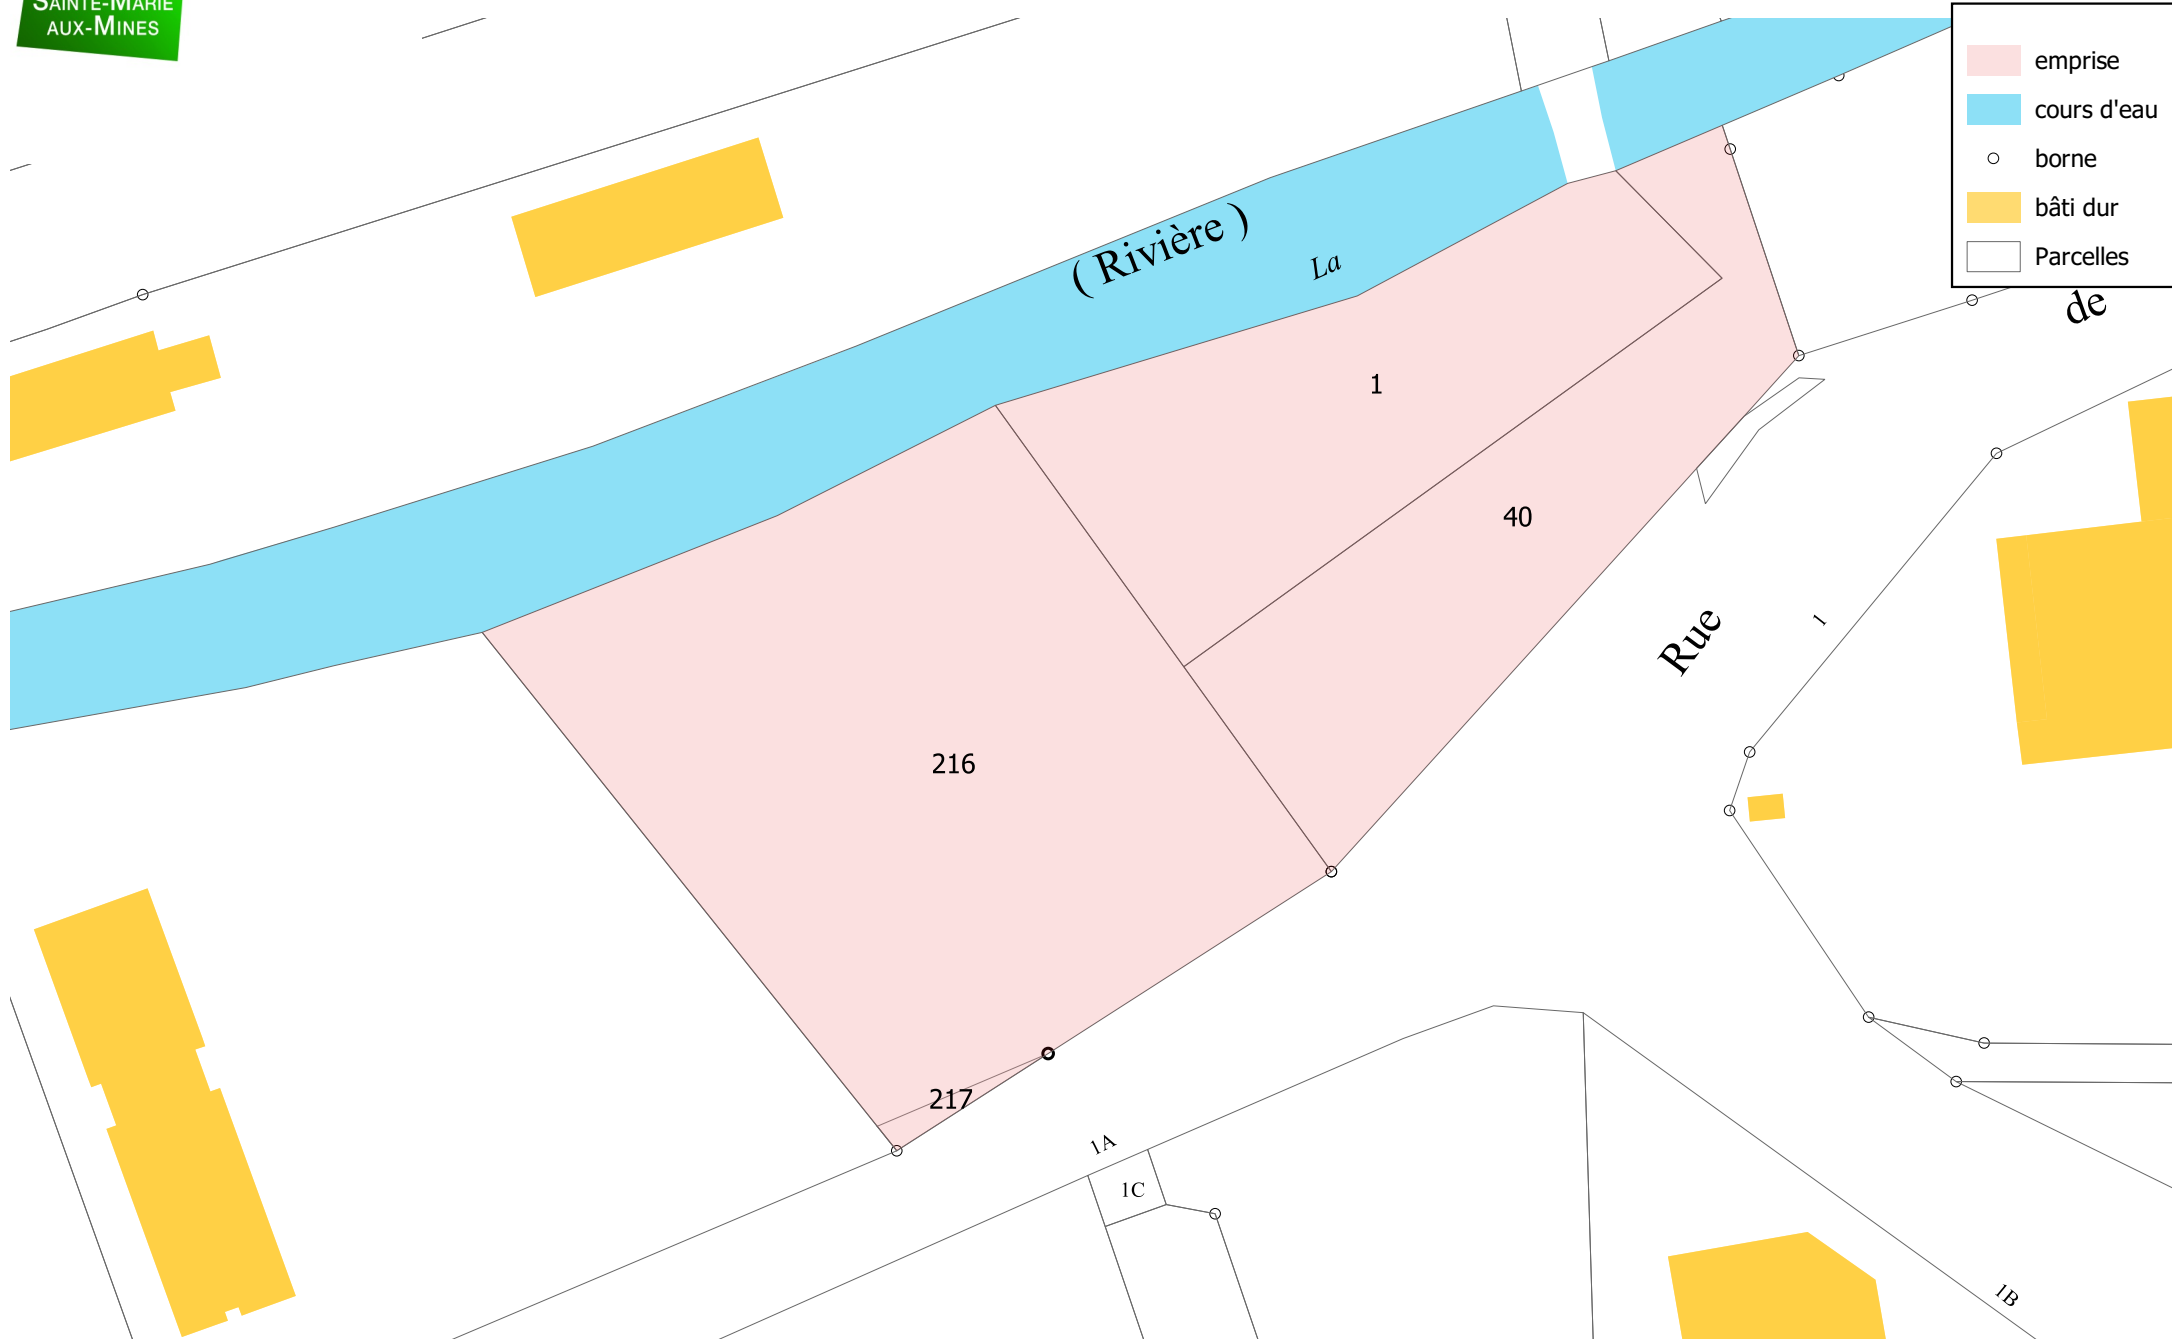 SAINTE-MARIE
AUX-MINES
emprise
cours d'eau
borne
bâti dur
Parcelles
( Rivière )
La
de
1
40
Rue
1
216
217
1A
1C
1B